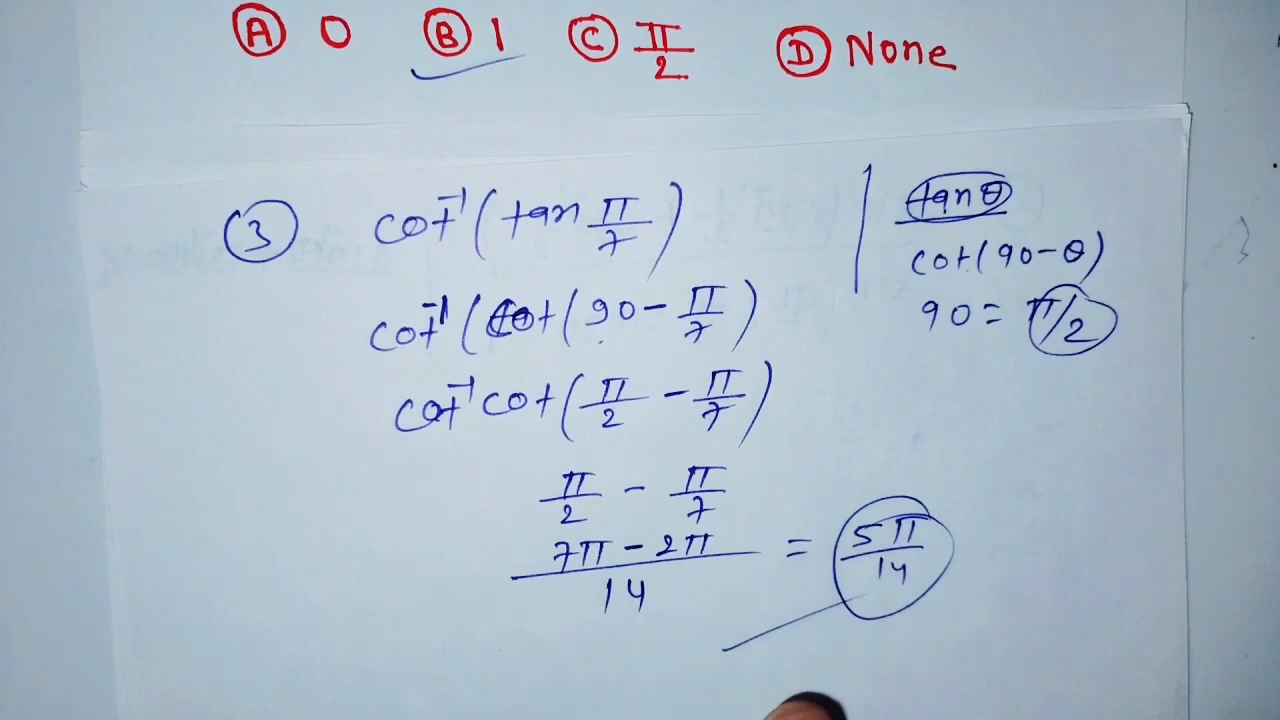 Ⓐ 0 Ⓑ 1 Ⓒ π/2 Ⓓ None
③ cot⁻¹(tan π/7)
cot⁻¹(cot(90 - π/7)
cot⁻¹cot(π/2 - π/7)
π/2 - π/7
7π - 2π / 14 = 5π/14
tanθ
cot(90-θ)
90 = π/2